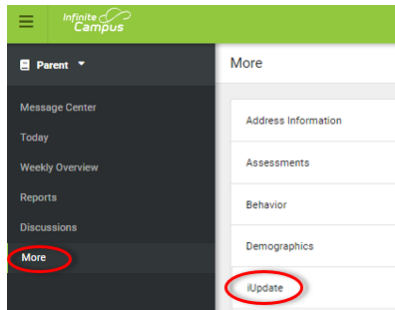 Infinite
Campus
Parent
More
Message Center
Today
Weekly Overview
Reports
Discussions
More
Address Information
Assessments
Behavior
Demographics
iUpdate